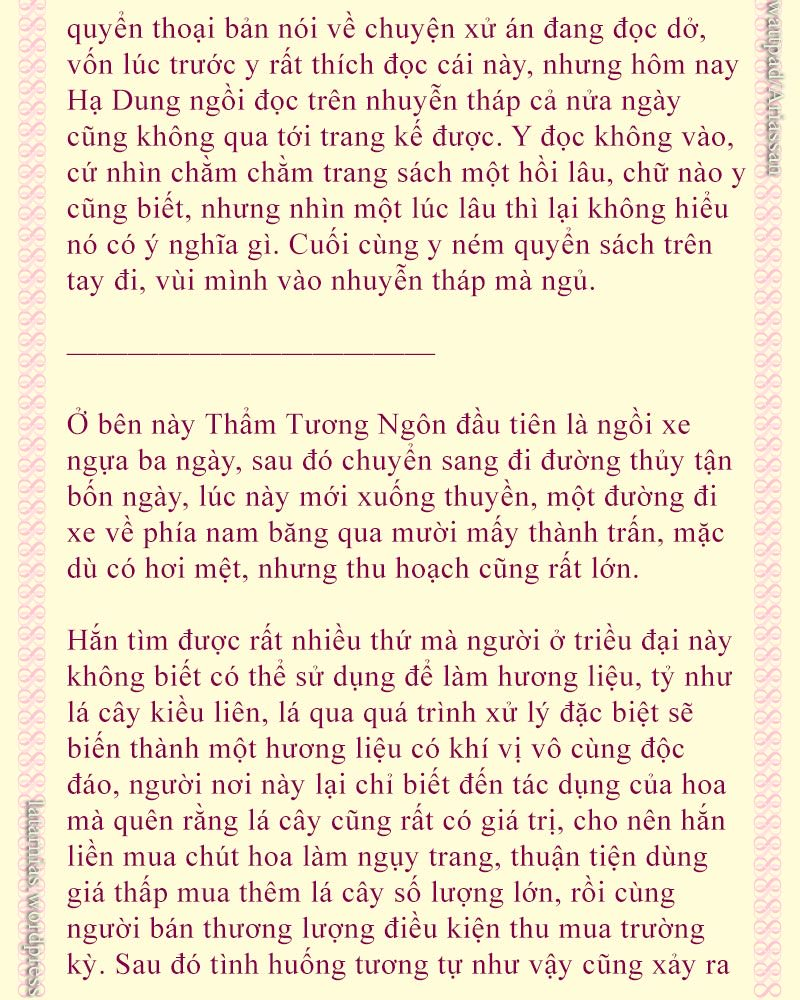 quyển thoại bản nói về chuyện xử án đang đọc dở,
vốn lúc trước y rất thích đọc cái này, nhưng hôm nay
Hạ Dung ngồi đọc trên nhuyễn tháp cả nửa ngày
cũng không qua tới trang kế được. Y đọc không vào,
cứ nhìn chằm chằm trang sách một hồi lâu, chữ nào y
cũng biết, nhưng nhìn một lúc lâu thì lại không hiểu
nó có ý nghĩa gì. Cuối cùng y ném quyển sách trên
tay đi, vùi mình vào nhuyễn tháp mà ngủ.
———————————————
Ở bên này Thẩm Tương Ngôn đầu tiên là ngồi xe
ngựa ba ngày, sau đó chuyển sang đi đường thủy tận
bốn ngày, lúc này mới xuống thuyền, một đường đi
xe về phía nam băng qua mười mấy thành trấn, mặc
dù có hơi mệt, nhưng thu hoạch cũng rất lớn.
Hắn tìm được rất nhiều thứ mà người ở triều đại này
không biết có thể sử dụng để làm hương liệu, tỷ như
lá cây kiều liên, lá qua quá trình xử lý đặc biệt sẽ
biến thành một hương liệu có khí vị vô cùng độc
đáo, người nơi này lại chỉ biết đến tác dụng của hoa
mà quên rằng lá cây cũng rất có giá trị, cho nên hắn
liền mua chút hoa làm ngụy trang, thuận tiện dùng
giá thấp mua thêm lá cây số lượng lớn, rồi cùng
người bán thương lượng điều kiện thu mua trường
kỳ. Sau đó tình huống tương tự như vậy cũng xảy ra
wattpad/Ariassan
latarnias.wordpress